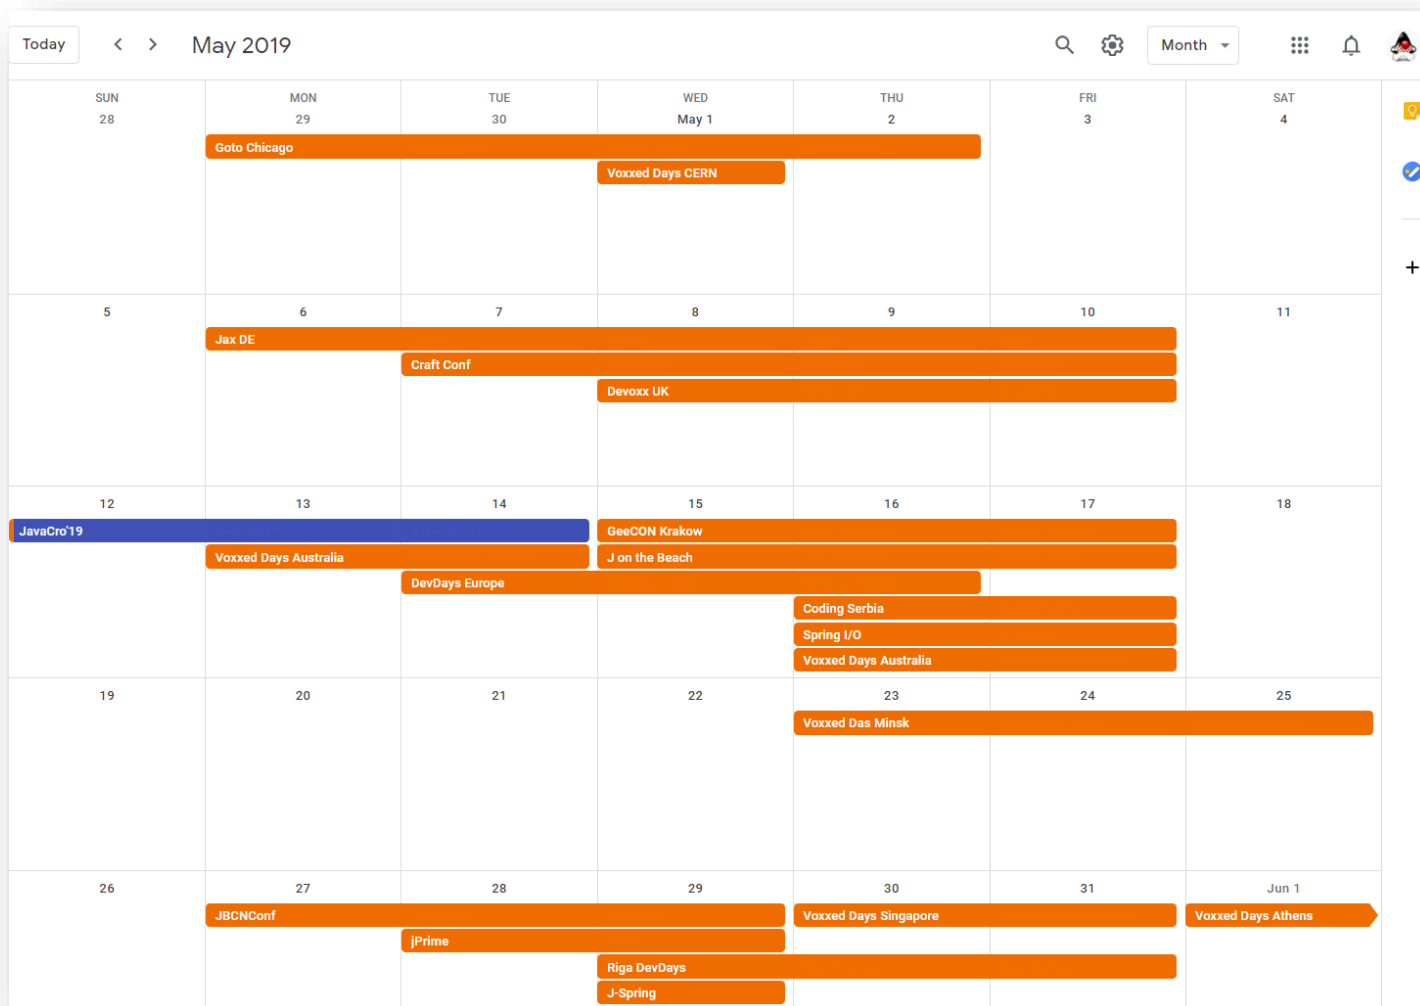 Today May 2019 Month
SUN MON TUE WED THU FRI SAT
28 29 30 May 1 2 3 4
Goto Chicago
Voxxed Days CERN
5 6 7 8 9 10 11
Jax DE
Craft Conf
Devoxx UK
12 13 14 15 16 17 18
JavaCro'19 GeeCON Krakow
Voxxed Days Australia J on the Beach
DevDays Europe
Coding Serbia
Spring I/O
Voxxed Days Australia
19 20 21 22 23 24 25
Voxxed Das Minsk
26 27 28 29 30 31 Jun 1
JBCNConf Voxxed Days Singapore Voxxed Days Athens
jPrime
Riga DevDays
J-Spring